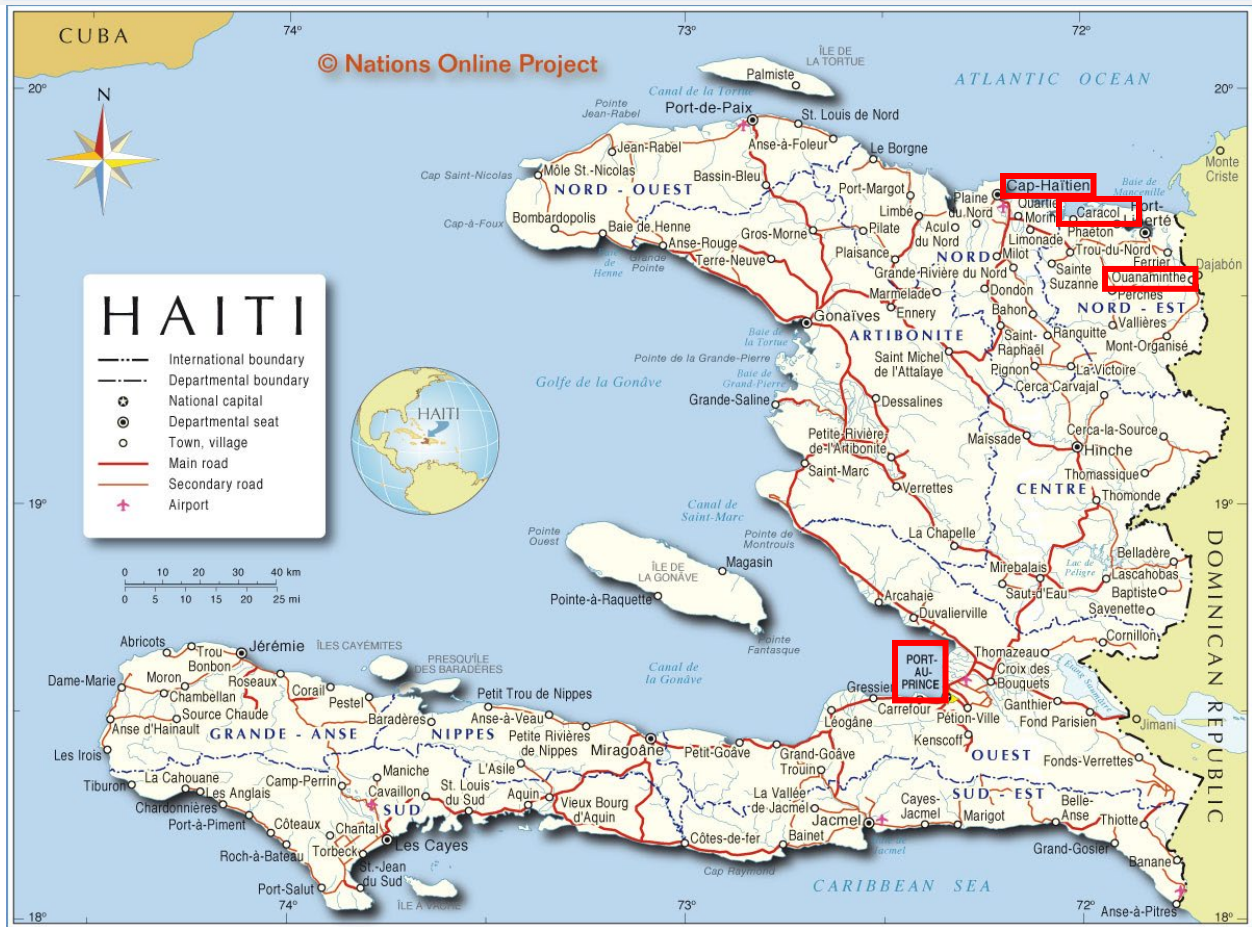 CUBA
74°
73°
72°
© Nations Online Project
ÎLE DE
LA TORTUE
Palmiste
ATLANTIC OCEAN
20°
20°
N
Canal de la Tortue
Pointe
Jean-Rabel
Port-de-Paix
St. Louis de Nord
Jean-Rabel
Anse-à-Foleur
Le Borgne
Monte
Criste
Cap Saint-Nicolas
Môle St.-Nicolas
Bassin-Bleu
Port-Margot
Plaine
du Nord
Cap-Haïtien
Baie de
Mancenille
NORD - OUEST
Quartier
Morin
Caracol
Fort-
Liberté
Cap-à-Foux
Bombardopolis
Baie de Henne
Limbé
Acul
du Nord
Phaeton
Limonade
Anse-Rouge
Gros-Morne
Pilate
Trou-du-Nord
Ferrier
de
Henne
Grande
Pointe
Terre-Neuve
Plaisance
NORD
Milot
Dajabón
Grande-Rivière du Nord
Sainte
Suzanne
Ouanaminthe
Marmelade
Dondon
Perches
NORD - EST
HAITI
Gonaïves
Ennery
Bahon
Vallières
ARTIBONITE
Saint-
Raphaël
Ranquitte
Mont-Organisé
Baie de
la Tortue
Pointe de la Grande-Pierre
Saint Michel
de l'Attalaye
Pignon
La Victoire
Baie de
Grand-Pierre
Cerca Carvajal
Golfe de la Gonâve
Grande-Saline
Dessalines
International boundary
Departmental boundary
National capital
Departmental seat
Town, village
Main road
Secondary road
Airport
HAITI
Petite-Rivière-
de-l'Artibonite
Maïssade
Cerca-la-Source
Hinche
Saint-Marc
Thomassique
Verrettes
CENTRE
Thomonde
19°
19°
Canal de
Saint-Marc
Pointe
Ouest
Pointe de
Montrouis
La Chapelle
Belladère
ÎLE DE
LA GONÂVE
Magasin
Mirebalais
Lac de
Péligre
Lascahobas
0 10 20 30 40 km
0 5 10 15 20 25 mi
Pointe-à-Raquette
Arcahaie
Saut-d'Eau
Baptiste
Duvalierville
Savenette
Pointe
Fantasque
Cornillon
DOMINICAN REPUBLIC
Abricots
Trou
Bonbon
Jérémie
ÎLES CAYÉMITES
PRESQU'ÎLE
DES BARADÈRES
Canal de
la Gonâve
PORT-
AU-
PRINCE
Thomazeau
Croix des
Bouquets
Etang Saumâtre
Dame-Marie
Moron
Roseaux
Corail
Pestel
Petit Trou de Nippes
Gressier
Chambellan
Carrefour
Pétion-Ville
Ganthier
Fond Parisien
Jimani
Anse d'Hainault
Source Chaude
Baradères
Anse-à-Veau
Léogâne
GRANDE - ANSE
NIPPES
Petite Rivières
de Nippes
Miragoâne
Petit-Goâve
Grand-Goâve
Kenscoff
OUEST
Les Irois
L'Asile
Trouin
Fonds-Verrettes
Tiburon
La Cahouane
Les Anglais
Camp-Perrin
Maniche
Cavaillon
St. Louis
du Sud
Aquin
Vieux Bourg
d'Aquin
La Vallée
de Jacmel
SUD - EST
Chardonnières
Port-à-Piment
SUD
Cayes-
Jacmel
Marigot
Belle-
Anse
Thiotte
Côteaux
Chantal
Les Cayes
Côtes-de-fer
Bainet
Jacmel
Roch-à-Bateau
Torbeck
Grand-Gosier
Banane
Port-Salut
St.-Jean
du Sud
Cap Raymond
Jacmel
ÎLE À VACHE
CARIBBEAN SEA
Anse-à-Pitres
18°
74°
73°
72°
18°